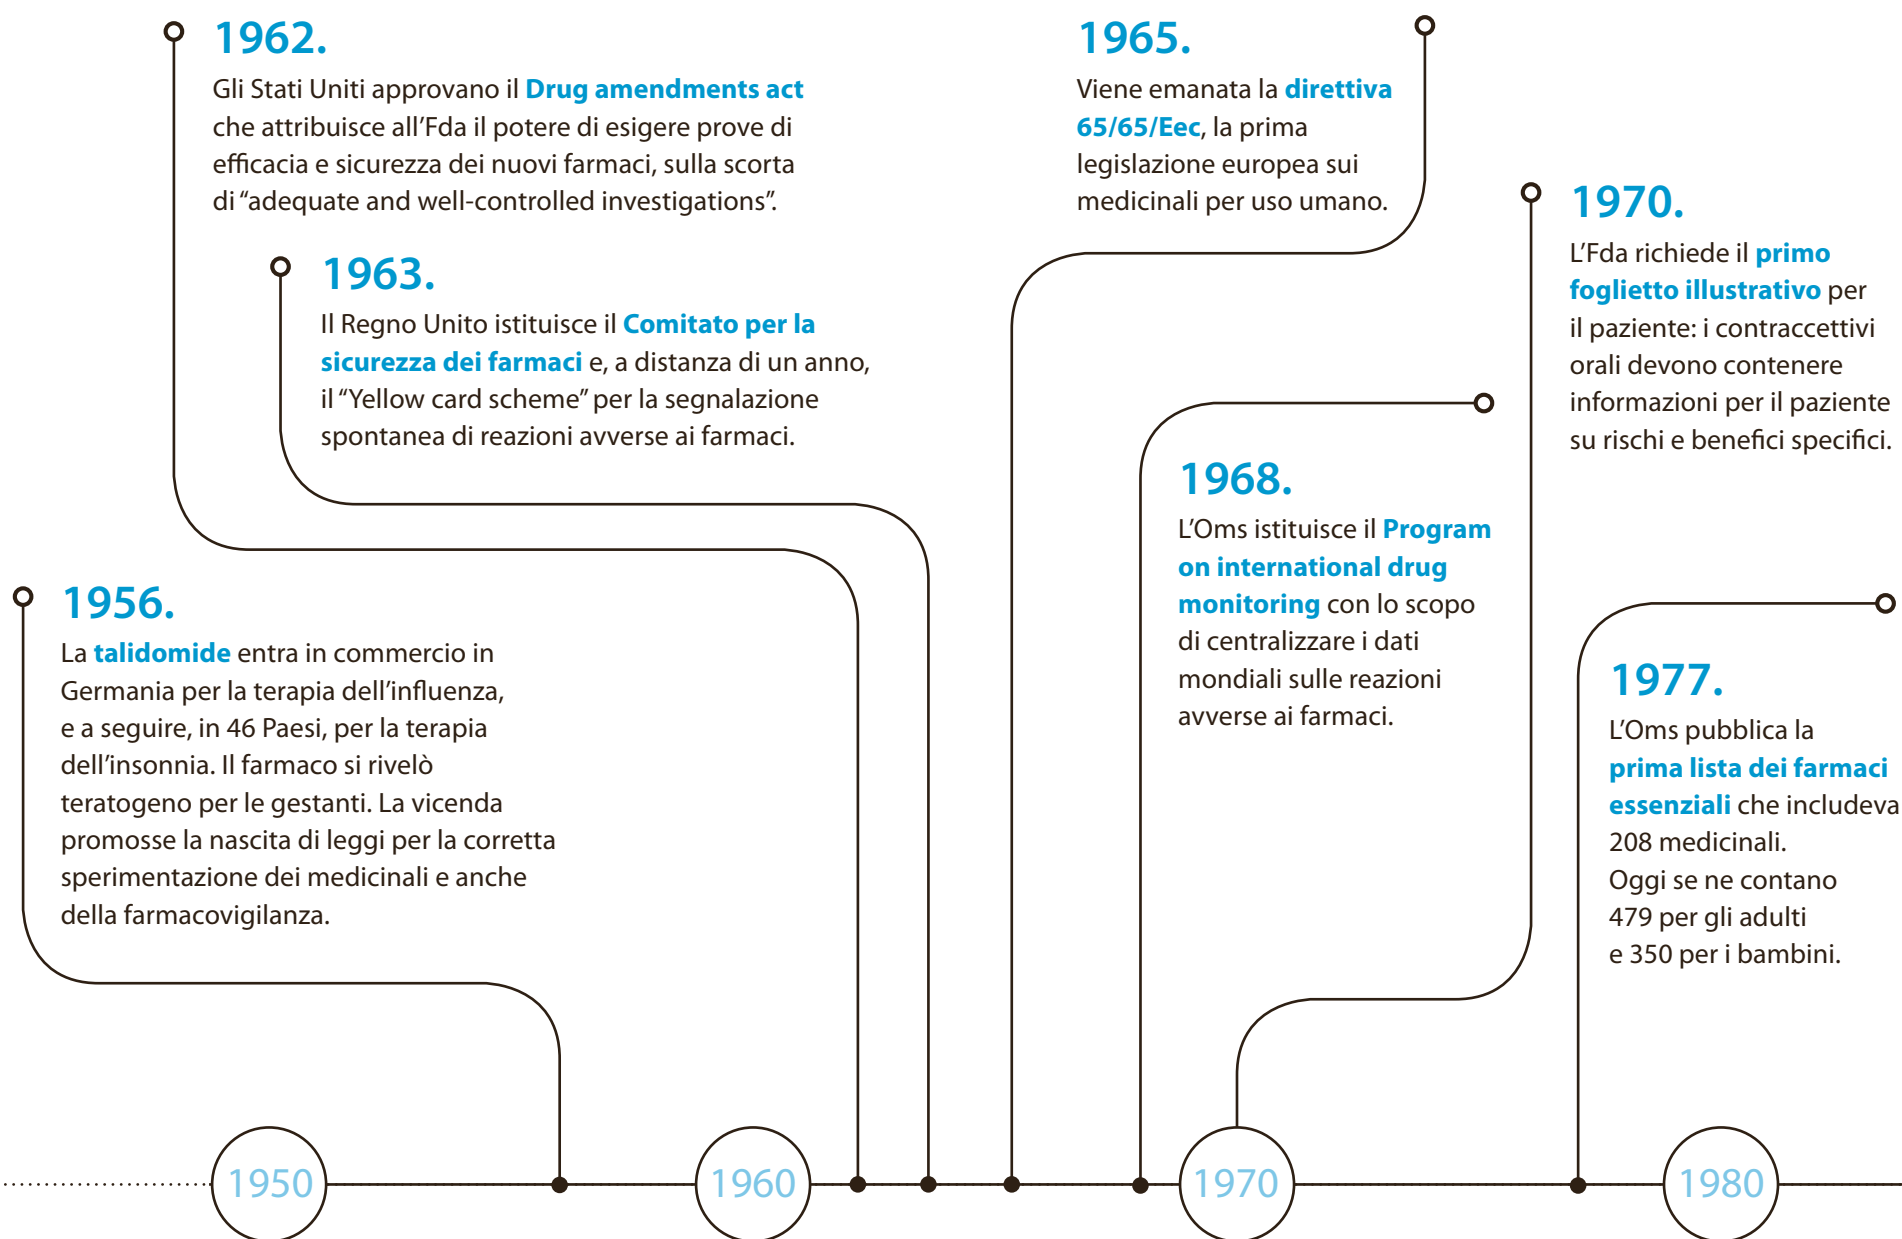 1962.
Gli Stati Uniti approvano il Drug amendments act
che attribuisce all’Fda il potere di esigere prove di
efficacia e sicurezza dei nuovi farmaci, sulla scorta
di “adequate and well-controlled investigations”.
1963.
Il Regno Unito istituisce il Comitato per la
sicurezza dei farmaci e, a distanza di un anno,
il “Yellow card scheme” per la segnalazione
spontanea di reazioni avverse ai farmaci.
1956.
La talidomide entra in commercio in
Germania per la terapia dell’influenza,
e a seguire, in 46 Paesi, per la terapia
dell’insonnia. Il farmaco si rivelò
teratogeno per le gestanti. La vicenda
promosse la nascita di leggi per la corretta
sperimentazione dei medicinali e anche
della farmacovigilanza.
1965.
Viene emanata la direttiva
65/65/Eec, la prima
legislazione europea sui
medicinali per uso umano.
1968.
L’Oms istituisce il Program
on international drug
monitoring con lo scopo
di centralizzare i dati
mondiali sulle reazioni
avverse ai farmaci.
1970.
L’Fda richiede il primo
foglietto illustrativo per
il paziente: i contraccettivi
orali devono contenere
informazioni per il paziente
su rischi e benefici specifici.
1977.
L’Oms pubblica la
prima lista dei farmaci
essenziali che includeva
208 medicinali.
Oggi se ne contano
479 per gli adulti
e 350 per i bambini.
1950
1960
1970
1980